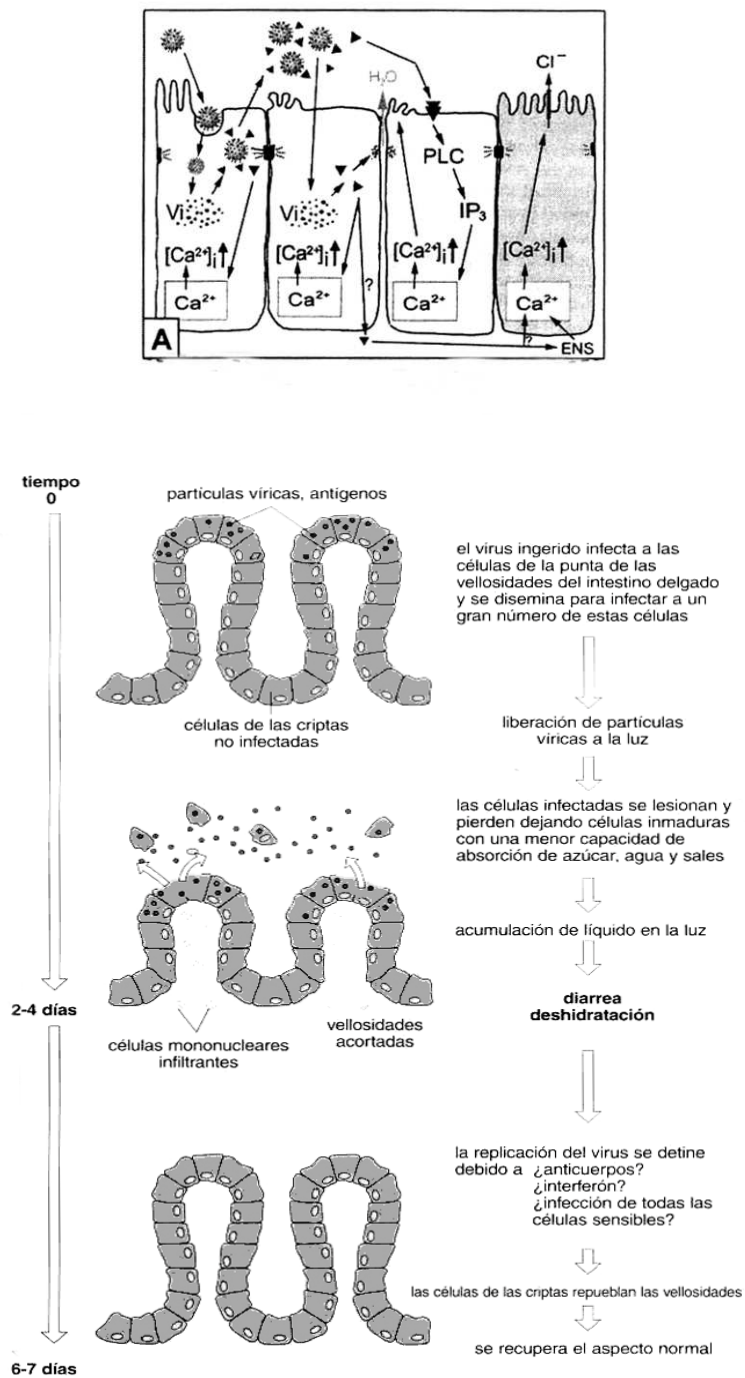 Cl⁻
H₂O
PLC
IP₃
Vi
Vi
[Ca²⁺]i
[Ca²⁺]i
[Ca²⁺]i
[Ca²⁺]i
Ca²⁺
Ca²⁺
Ca²⁺
Ca²⁺
?
?
ENS
A
tiempo
0
partículas víricas, antígenos
el virus ingerido infecta a las
células de la punta de las
vellosidades del intestino delgado
y se disemina para infectar a un
gran número de estas células
células de las criptas
no infectadas
liberación de partículas
víricas a la luz
las células infectadas se lesionan y
pierden dejando células inmaduras
con una menor capacidad de
absorción de azúcar, agua y sales
acumulación de líquido en la luz
2-4 días
diarrea
deshidratación
células mononucleares
infiltrantes
vellosidades
acortadas
la replicación del virus se detine
debido a ¿anticuerpos?
¿interferón?
¿infección de todas las
células sensibles?
las células de las criptas repueblan las vellosidades
se recupera el aspecto normal
6-7 días